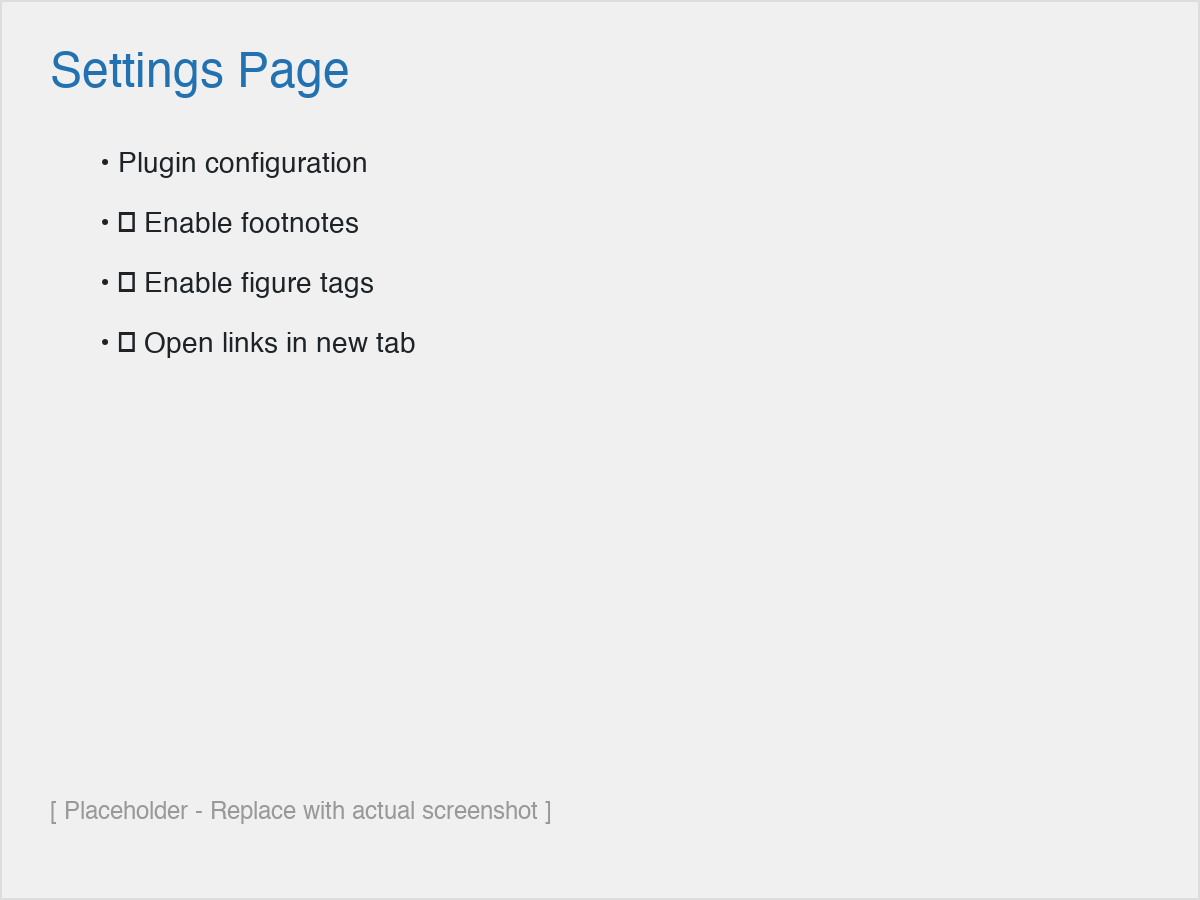 Settings Page
• Plugin configuration
• □ Enable footnotes
• □ Enable figure tags
• □ Open links in new tab
[ Placeholder - Replace with actual screenshot ]